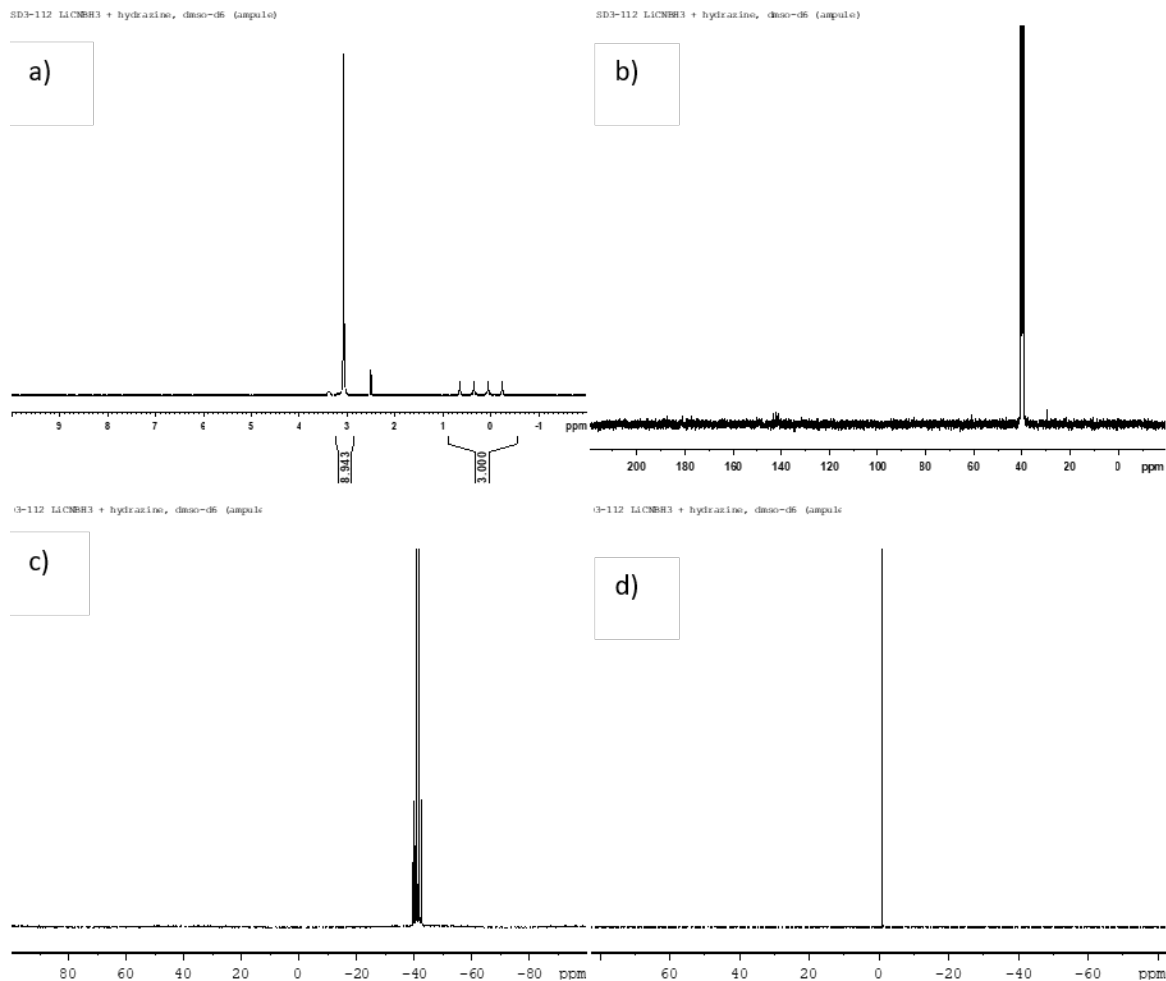 SD3-112 LiCNBH3 + hydrazine, dmso-d6 (ampule)
a)
9 8 7 6 5 4 3 2 1 0 -1 ppm
8.943 3.000
SD3-112 LiCNBH3 + hydrazine, dmso-d6 (ampule)
b)
200 180 160 140 120 100 80 60 40 20 0 ppm
3-112 LiCNBH3 + hydrazine, dmso-d6 (ampule
c)
80 60 40 20 0 -20 -40 -60 -80 ppm
3-112 LiCNBH3 + hydrazine, dmso-d6 (ampule
d)
60 40 20 0 -20 -40 -60 -80 ppm